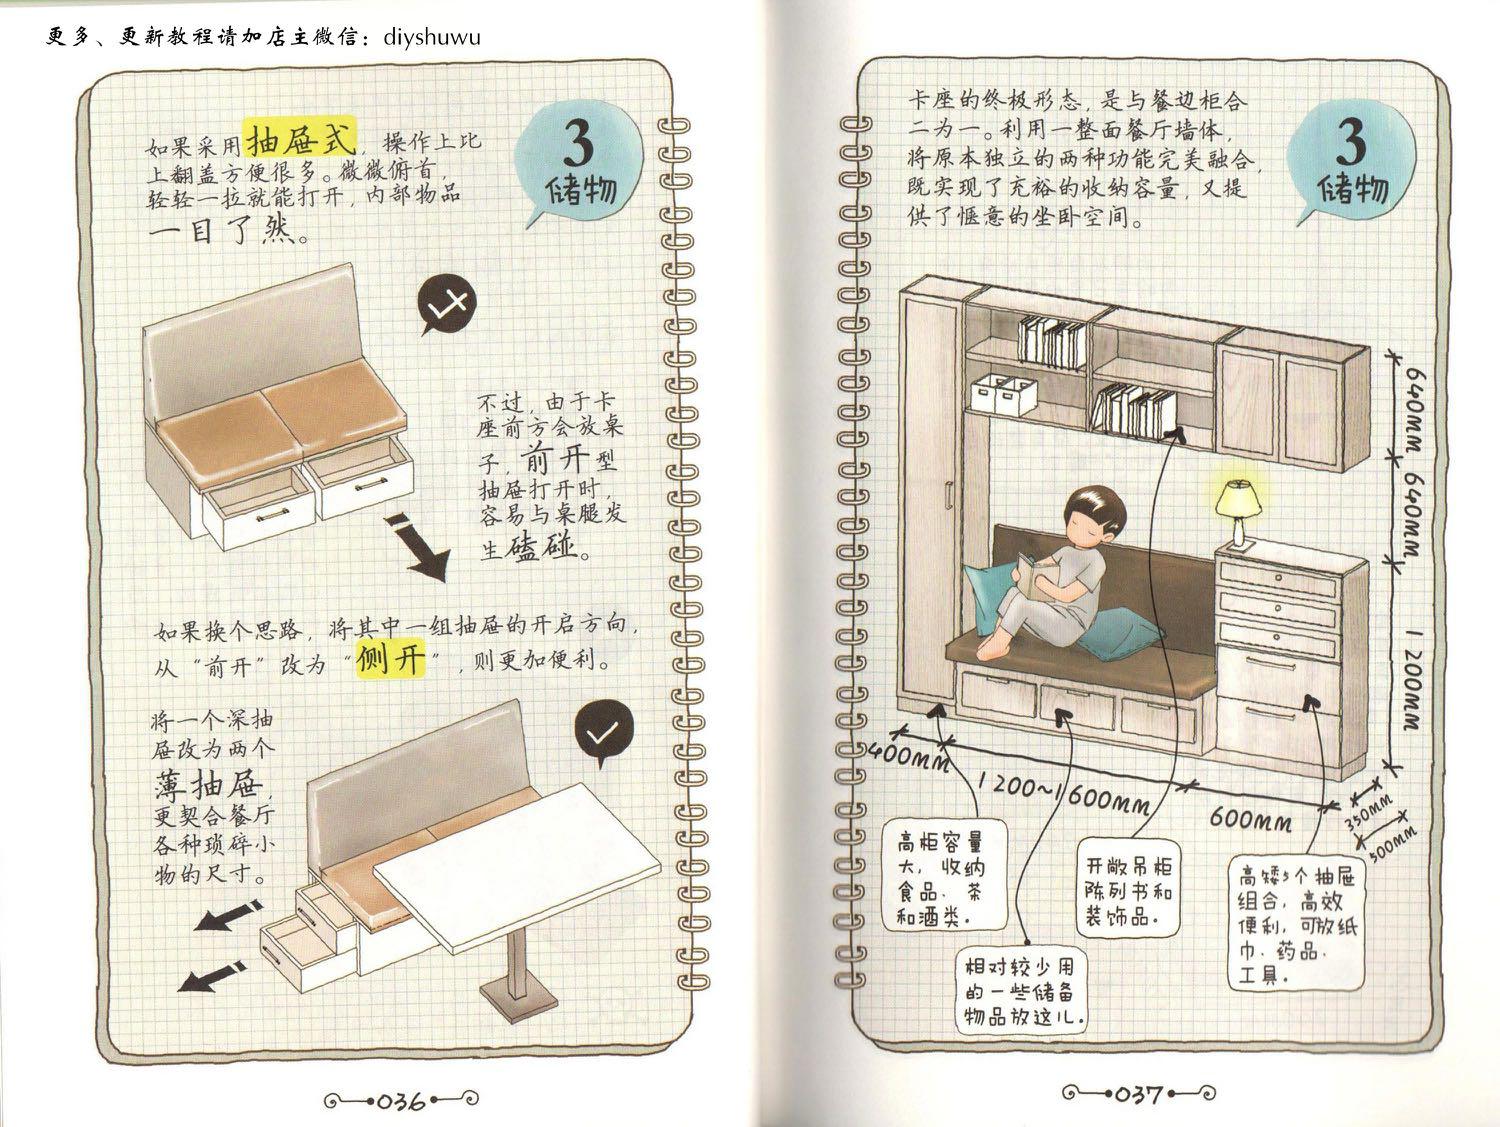 更多、更新教程请加店主微信：diyshuwu
如果采用抽屉式，操作上比
上翻盖方便很多。微微俯首，
轻轻一拉就能打开，内部物品
一目了然。
3
储物
不过，由于卡
座前方会放桌
子，前开型
抽屉打开时，
容易与桌腿发
生磕碰。
如果换个思路，将其中一组抽屉的开启方向，
从“前开”改为“侧开”，则更加便利。
将一个深抽
屉改为两个
薄抽屉，
更契合餐厅
各种琐碎小
物的尺寸。
036
卡座的终极形态，是与餐边柜合
二为一。利用一整面餐厅墙体，
将原本独立的两种功能完美融合，
既实现了充裕的收纳容量，又提
供了惬意的坐卧空间。
3
储物
640mm
640mm
1200mm
400mm
1200~1600mm
600mm
350mm
500mm
高柜容量
大，收纳
食品、茶
和酒类。
开敞吊柜
陈列书和
装饰品。
高矮5个抽屉
组合，高效
便利，可放纸
巾、药品、
工具。
相对较少用
的一些储备
物品放这儿。
037